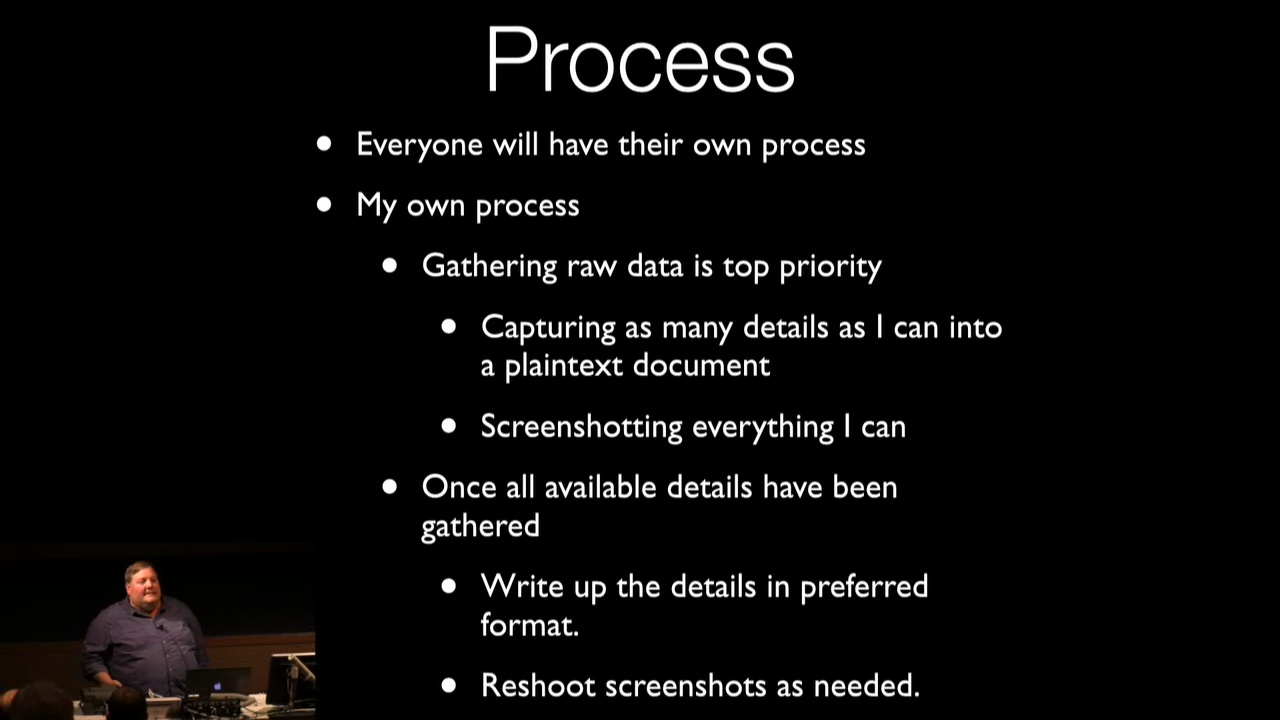 Process
• Everyone will have their own process
• My own process
• Gathering raw data is top priority
• Capturing as many details as I can into
a plaintext document
• Screenshotting everything I can
• Once all available details have been
gathered
• Write up the details in preferred
format.
• Reshoot screenshots as needed.